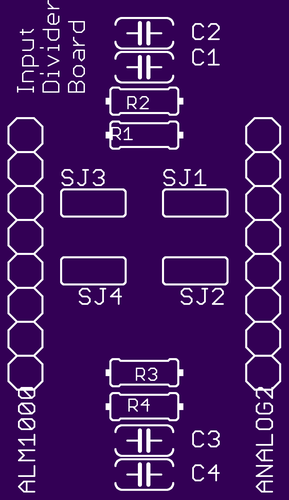 Input
Divider
Board
C2
C1
R2
R1
SJ3
SJ1
SJ4
SJ2
R3
R4
C3
C4
ALM1000
ANALOG2